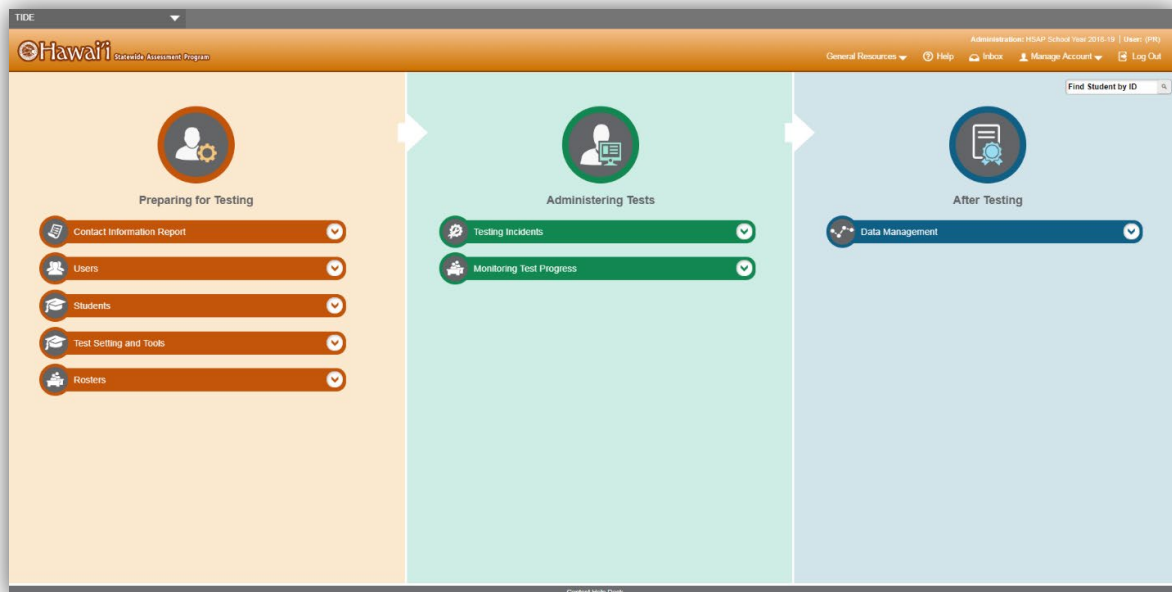 TIDE
Hawai'i Statewide Assessment Program
Administration: HSAP School Year 2018-19 | User: (PR)
General Resources
Help
Inbox
Manage Account
Log Out
Find Student by ID
Preparing for Testing
Contact Information Report
Users
Students
Test Setting and Tools
Rosters
Administering Tests
Testing Incidents
Monitoring Test Progress
After Testing
Data Management
Contact Help Desk